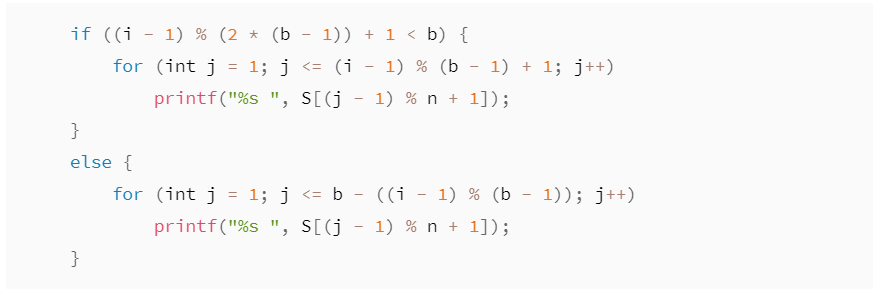 if ((i - 1) % (2 * (b - 1)) + 1 < b) {
for (int j = 1; j <= (i - 1) % (b - 1) + 1; j++)
printf("%s ", S[(j - 1) % n + 1]);
}
else {
for (int j = 1; j <= b - ((i - 1) % (b - 1)); j++)
printf("%s ", S[(j - 1) % n + 1]);
}